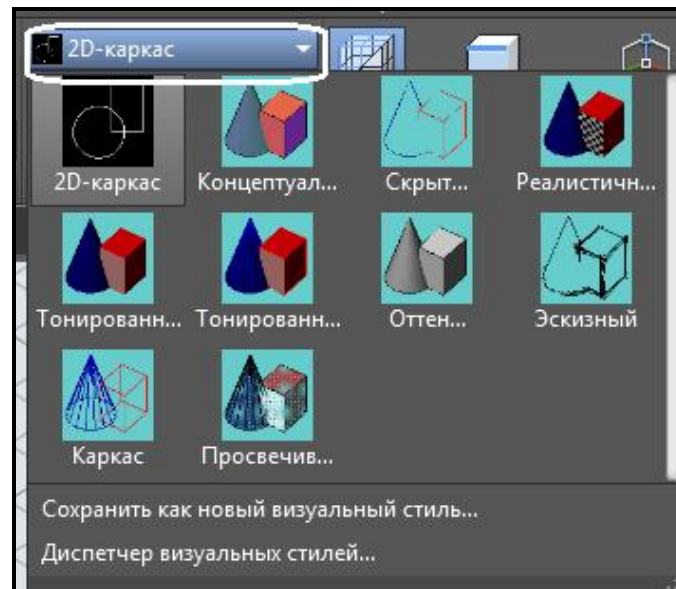 2D-каркас
2D-каркас Концептуал... Скрыт... Реалистичн...
Тонированн... Тонированн... Оттен... Эскизный
Каркас Просвечив...
Сохранить как новый визуальный стиль...
Диспетчер визуальных стилей...